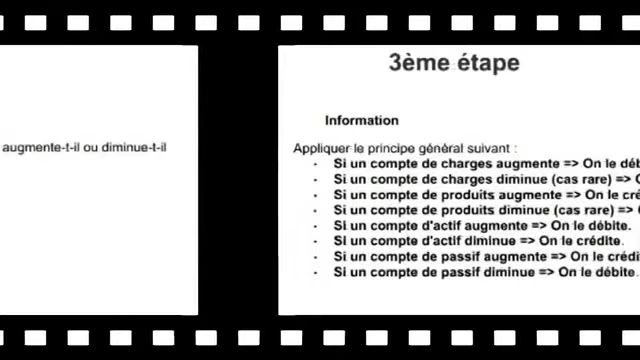 augmente-t-il ou diminue-t-il
3ème étape
Information
Appliquer le principe général suivant :
· Si un compte de charges augmente => On le
· Si un compte de charges diminue (cas rare) =>
· Si un compte de produits augmente => On le
· Si un compte de produits diminue (cas rare) =>
· Si un compte d'actif augmente => On le débite.
· Si un compte d'actif diminue => On le crédite.
· Si un compte de passif augmente => On le
· Si un compte de passif diminue => On le débite.